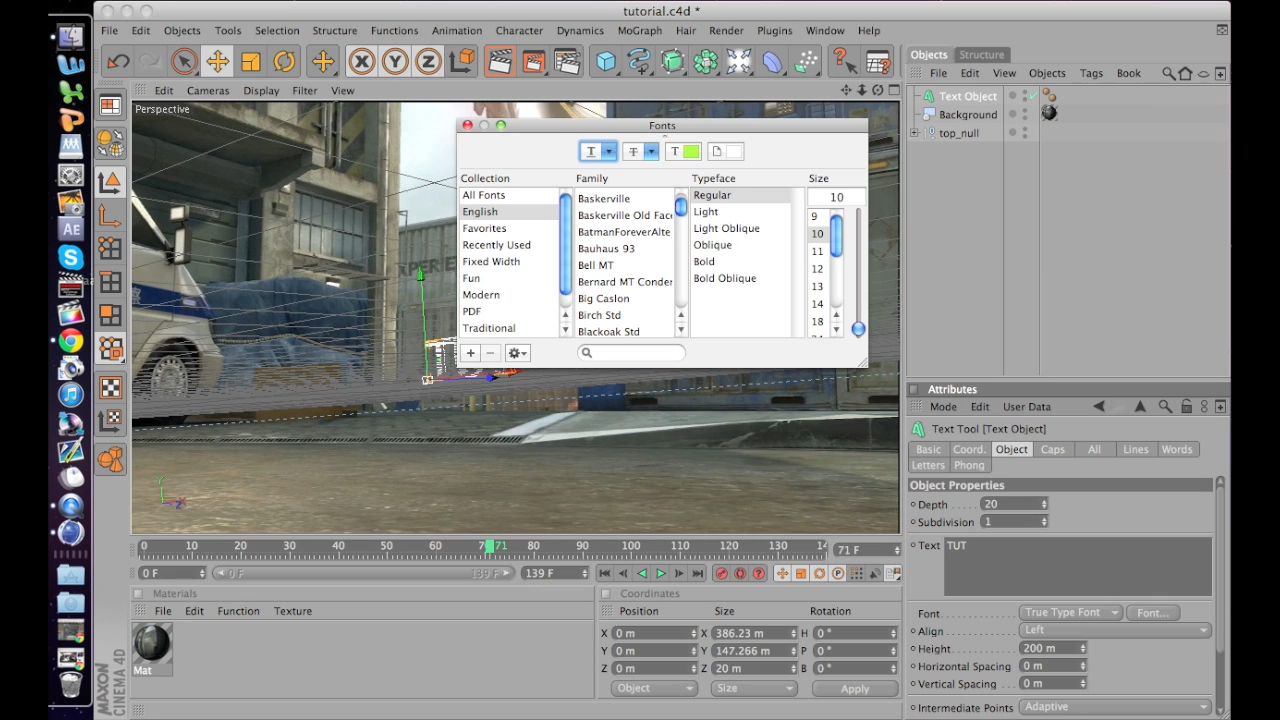 tutorial.c4d *
File Edit Objects Tools Selection Structure Functions Animation Character Dynamics MoGraph Hair Render Plugins Window Help
X Y Z
Objects Structure
File Edit View Objects Tags Book
Text Object
Background
top_null
Edit Cameras Display Filter View
Perspective
Fonts
T T T
Collection Family Typeface Size
All Fonts
English
Favorites
Recently Used
Fixed Width
Fun
Modern
PDF
Traditional
Baskerville
Baskerville Old Face
BatmanForeverAlte
Bauhaus 93
Bell MT
Bernard MT Conder
Big Caslon
Birch Std
Blackoak Std
Regular
Light
Light Oblique
Oblique
Bold
Bold Oblique
10
9
10
11
12
13
14
18
Ae
Attributes
Mode Edit User Data
Text Tool [Text Object]
Basic Coord. Object Caps All Lines Words
Letters Phong
Object Properties
Depth 20
Subdivision 1
Text TUT
Font: True Type Font Font...
Align Left
Height 200 m
Horizontal Spacing 0 m
Vertical Spacing 0 m
Intermediate Points Adaptive
0 10 20 30 40 50 60 70 71 80 90 100 110 120 130 14
71 F
0 F 0 F 139 F 139 F
P
Materials
File Edit Function Texture
Mat
Coordinates
Position Size Rotation
X 0 m X 386.23 m H 0 °
Y 0 m Y 147.266 m P 0 °
Z 0 m Z 20 m B 0 °
Object Size Apply
MAXON
CINEMA 4D